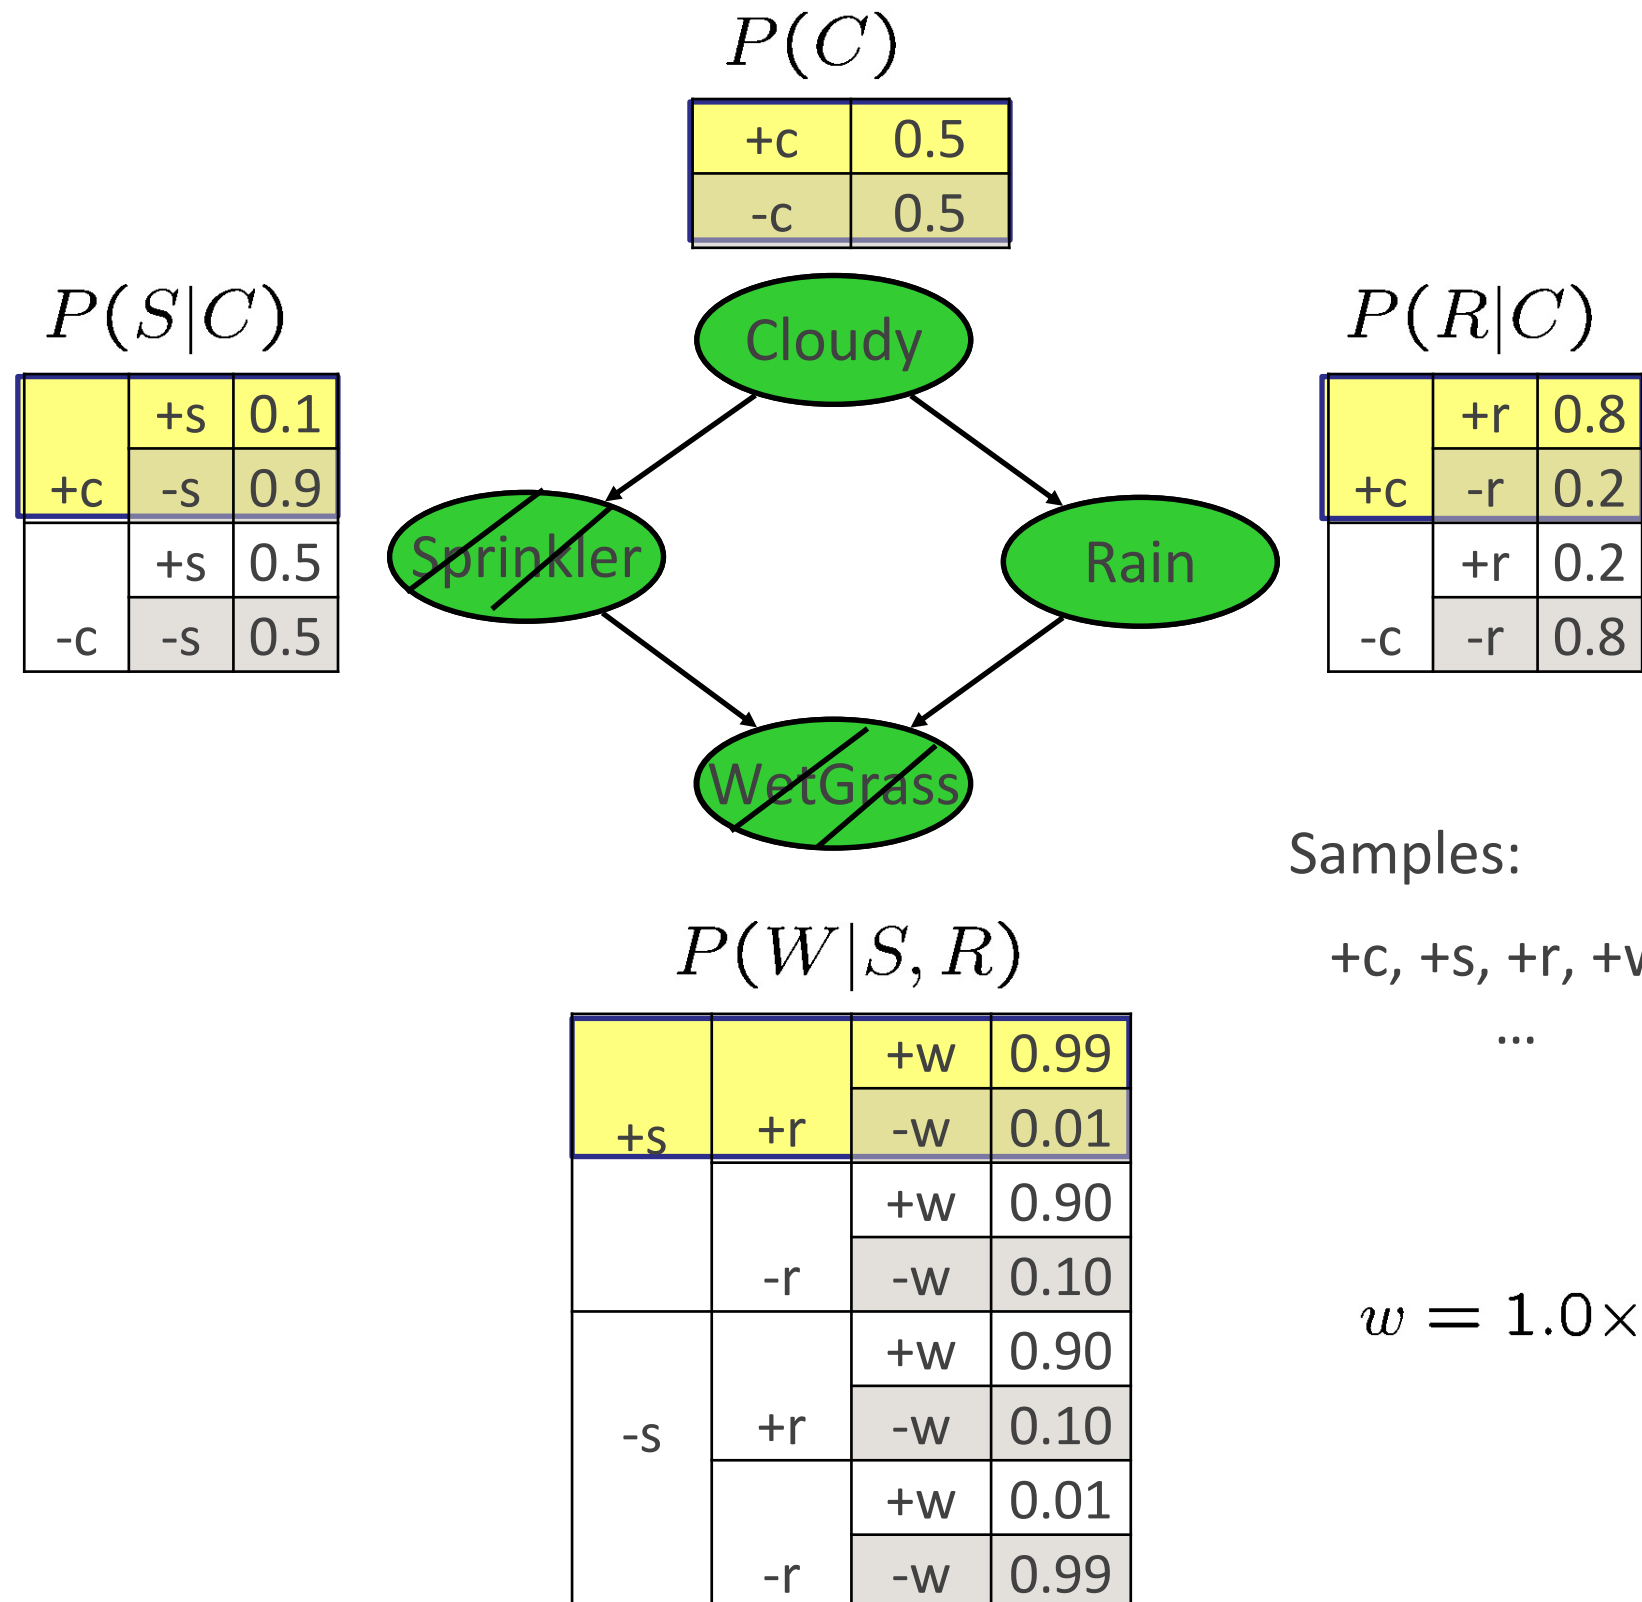 P(C)
+c 0.5
-c 0.5
P(S|C)
+c +s 0.1
-s 0.9
-c +s 0.5
-s 0.5
Cloudy
P(R|C)
+c +r 0.8
-r 0.2
-c +r 0.2
-r 0.8
Sprinkler
Rain
WetGrass
Samples:
+c, +s, +r, +w
...
P(W|S, R)
+s +r +w 0.99
-w 0.01
-r +w 0.90
-w 0.10
-s +r +w 0.90
-w 0.10
-r +w 0.01
-w 0.99
w = 1.0×